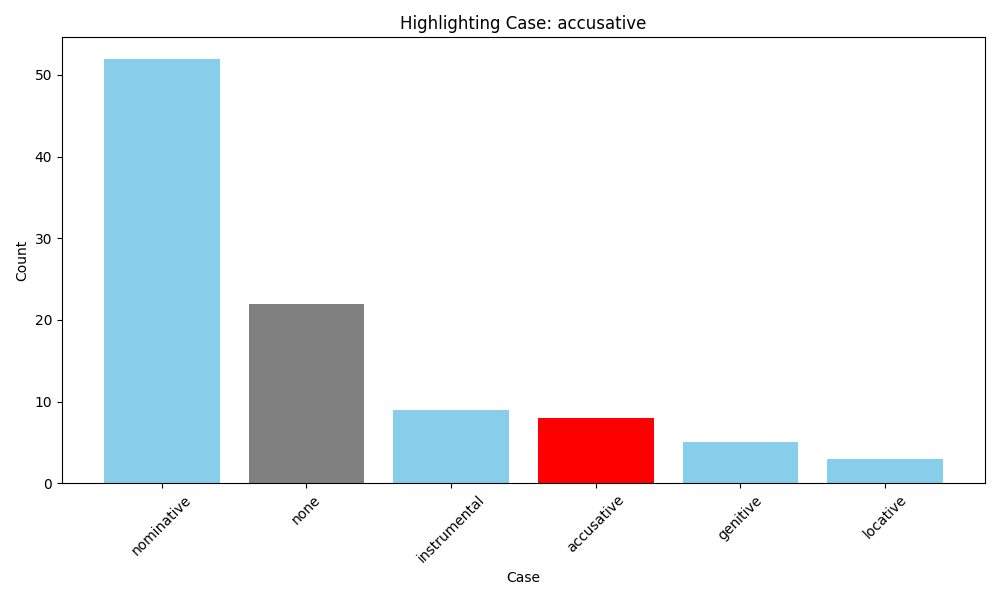 Highlighting Case: accusative
Count
50
40
30
20
10
0
nominative
none
instrumental
accusative
genitive
locative
Case